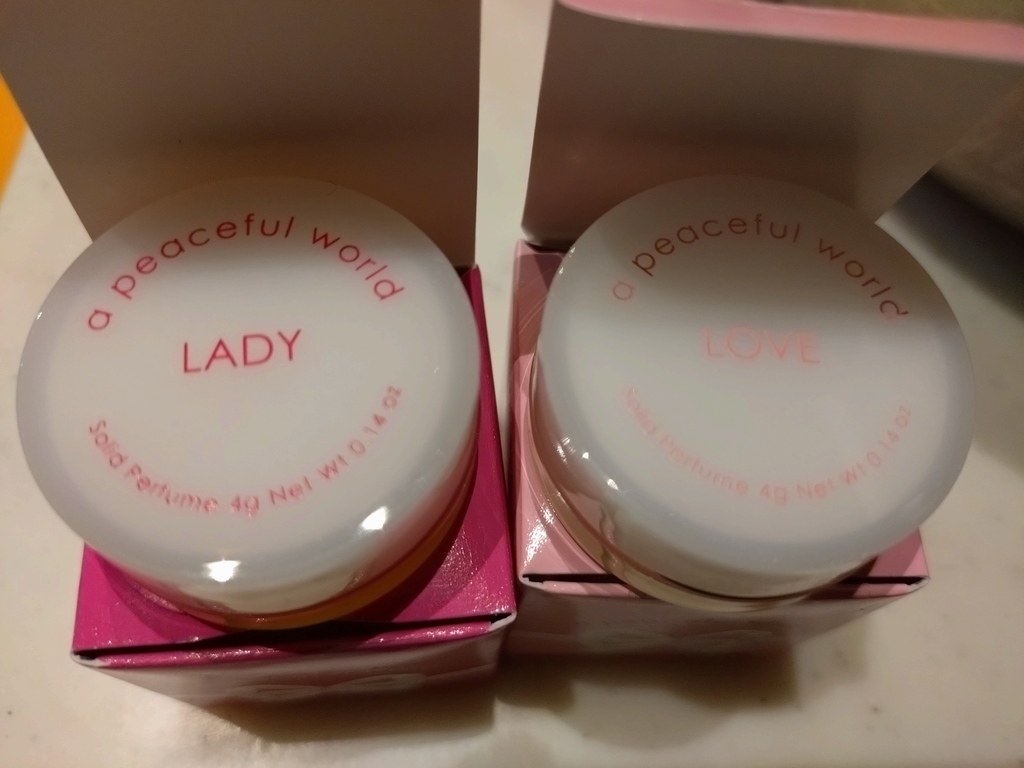 a peaceful world
LADY
Solid Perfume 4g Net Wt 0.14 oz
a peaceful world
LOVE
Solid Perfume 4g Net Wt 0.14 oz